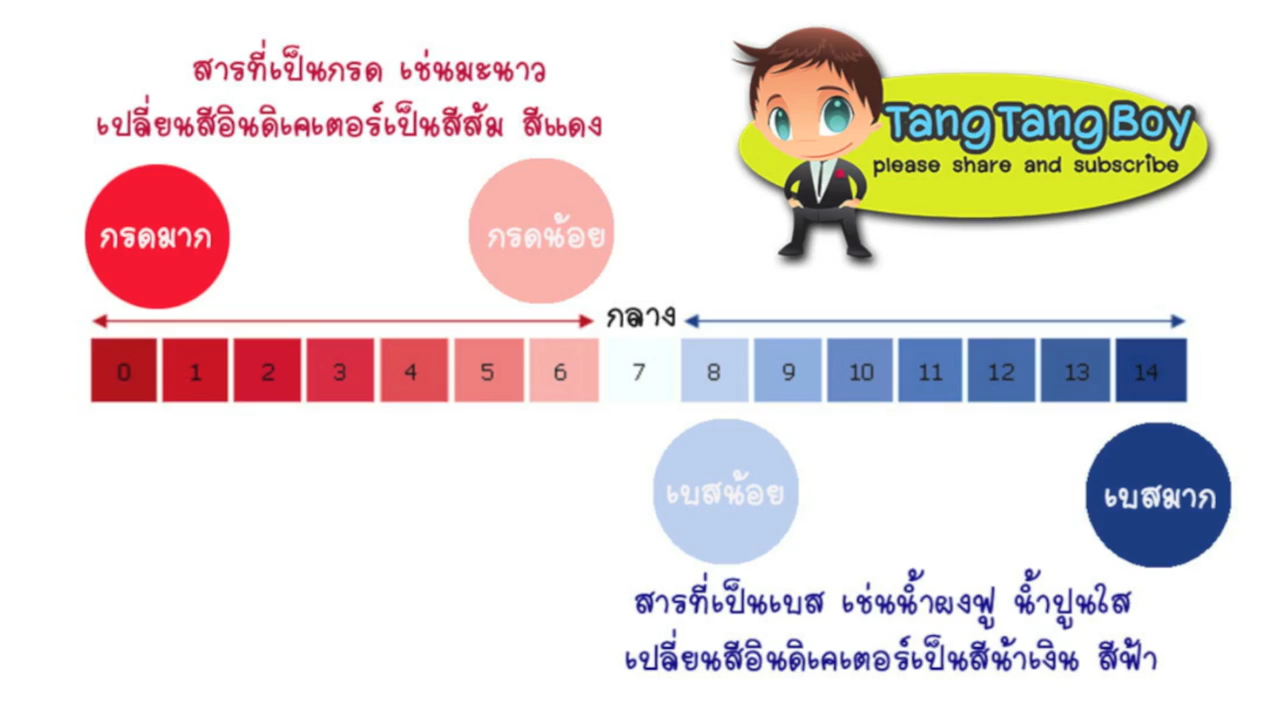 สารที่เป็นกรด เช่นมะนาว
เปลี่ยนสีอินดิเคเตอร์เป็นสีส้ม สีแดง
TangTangBoy
please share and subscribe
กรดมาก
กรดน้อย
กลาง
0 1 2 3 4 5 6 7 8 9 10 11 12 13 14
เบสน้อย
เบสมาก
สารที่เป็นเบส เช่นน้ำผงฟู น้ำปูนใส
เปลี่ยนสีอินดิเคเตอร์เป็นสีน้ำเงิน สีฟ้า